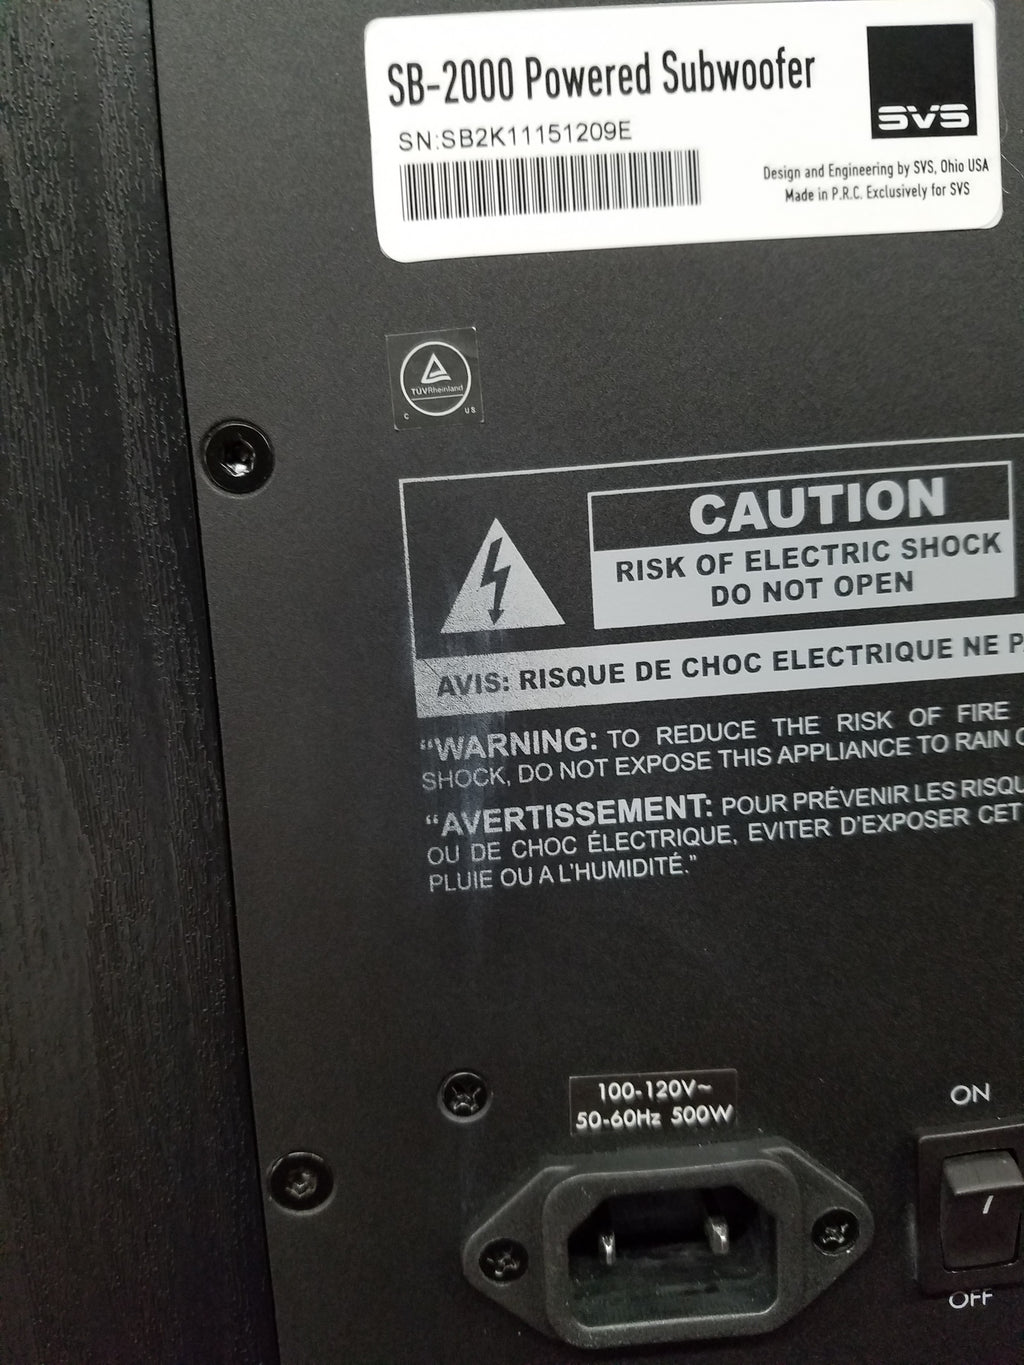 SB-2000 Powered Subwoofer
SN:SB2K11151209E
SVS
Design and Engineering by SVS, Ohio USA
Made in P.R.C. Exclusively for SVS
TÜVRheinland
C US
CAUTION
RISK OF ELECTRIC SHOCK
DO NOT OPEN
AVIS: RISQUE DE CHOC ELECTRIQUE NE
“WARNING: TO REDUCE THE RISK OF FIRE
SHOCK, DO NOT EXPOSE THIS APPLIANCE TO RAIN
“AVERTISSEMENT: POUR PRÉVENIR LES
OU DE CHOC ÉLECTRIQUE, EVITER D'EXPOSER CET
PLUIE OU A L'HUMIDITÉ.”
100-120V~
50-60Hz 500W
ON
OFF